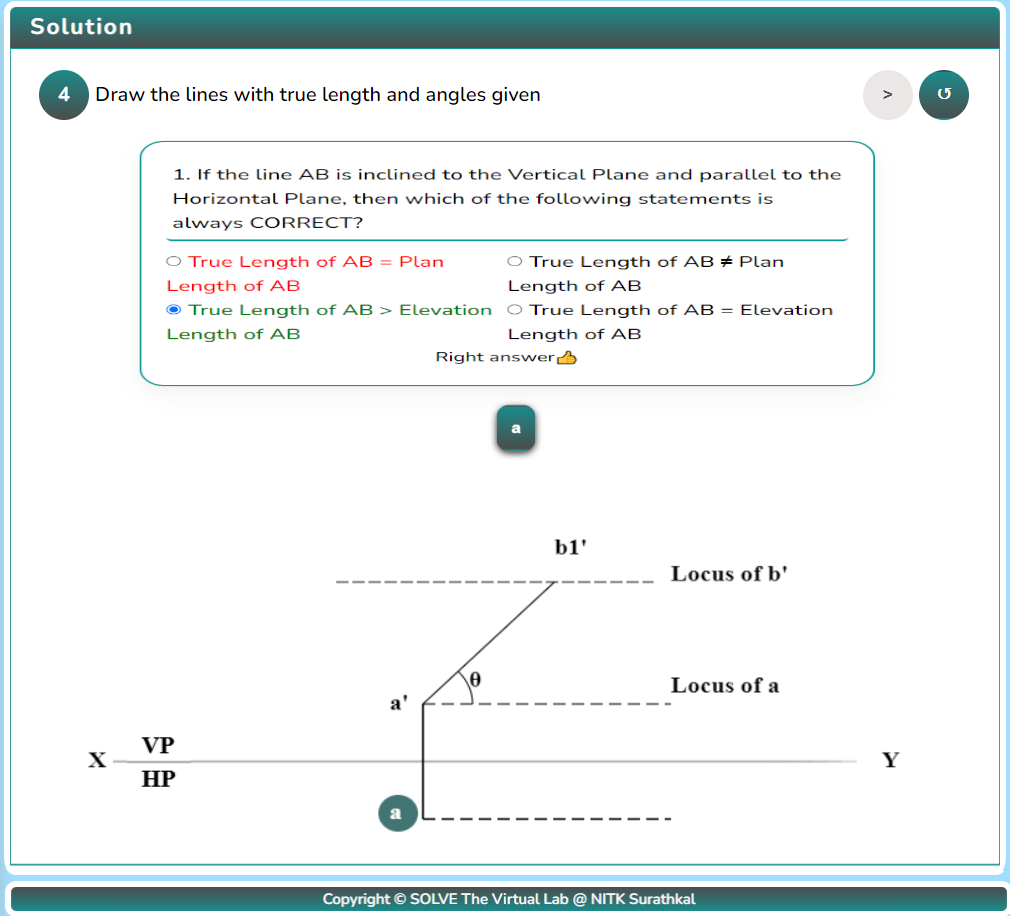 Solution
4 Draw the lines with true length and angles given > ↺
1. If the line AB is inclined to the Vertical Plane and parallel to the
Horizontal Plane, then which of the following statements is
always CORRECT?
True Length of AB = Plan
Length of AB
True Length of AB ≠ Plan
Length of AB
True Length of AB > Elevation
Length of AB
True Length of AB = Elevation
Length of AB
Right answer👍
a
b1'
Locus of b'
θ
Locus of a
a'
VP
X
Y
HP
a
Copyright © SOLVE The Virtual Lab @ NITK Surathkal